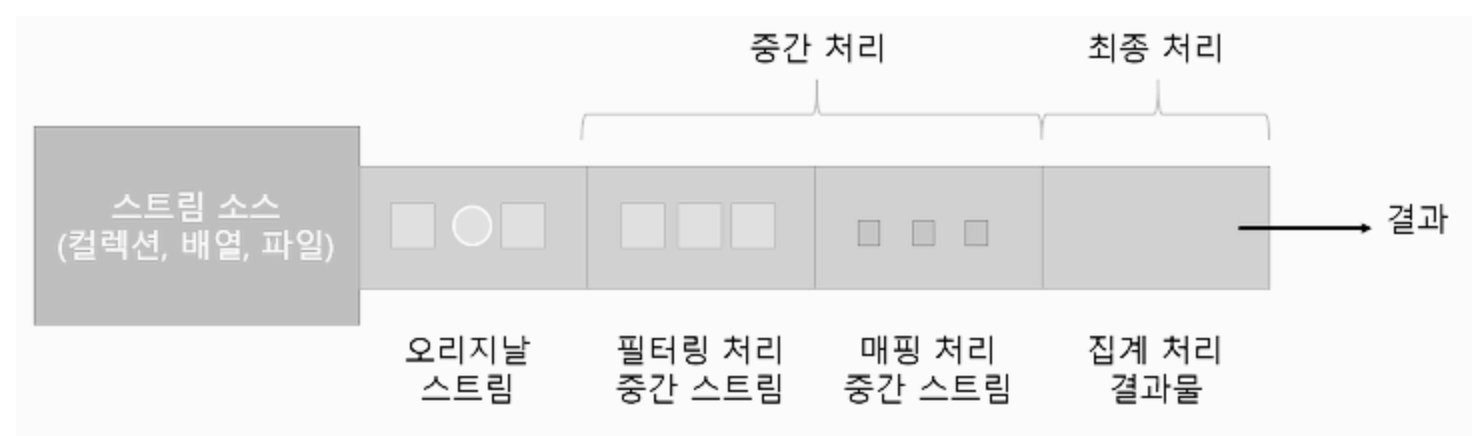 중간 처리
최종 처리
스트림 소스
(컬렉션, 배열, 파일)
결과
오리지날
스트림
필터링 처리
중간 스트림
매핑 처리
중간 스트림
집계 처리
결과물